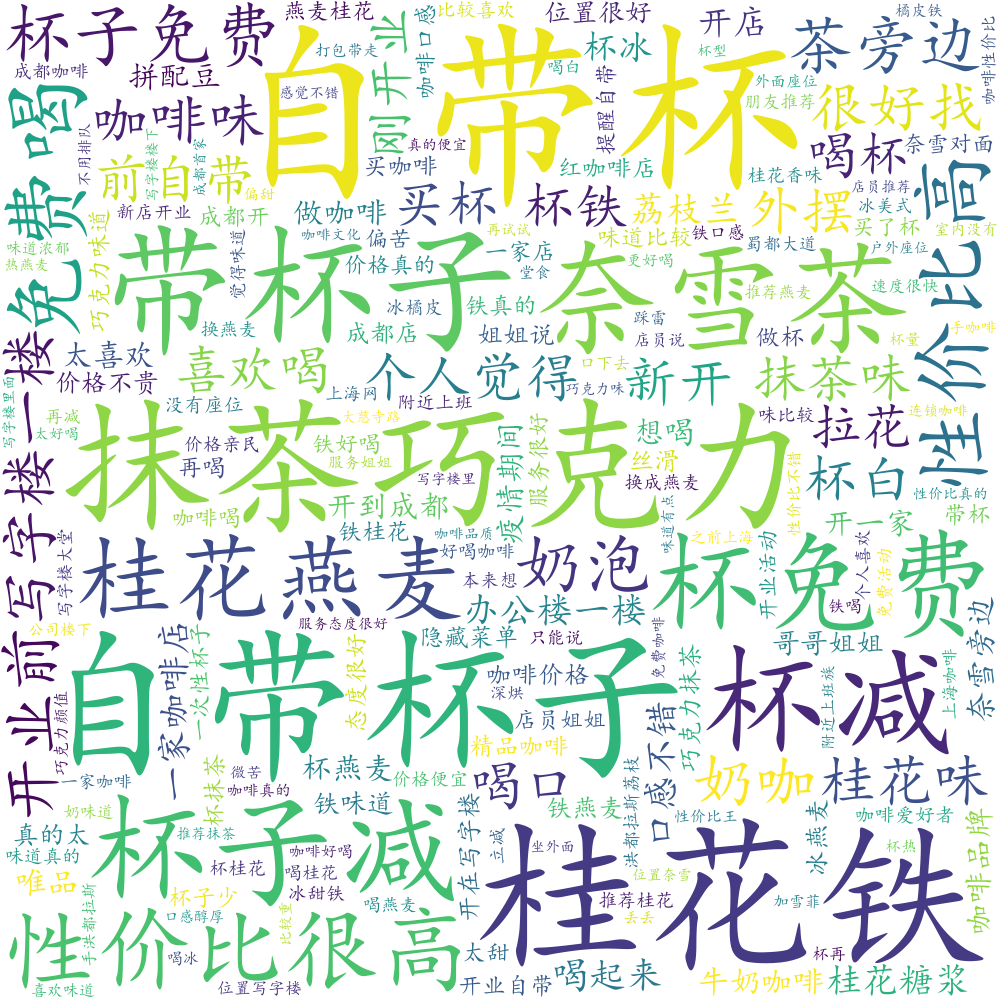 杯子免费
燕麦桂花
比较喜欢
位置很好
开店
茶旁边
橘皮铁
成都咖啡
拼配豆
打包带走
刚开业
咖啡口感
自带杯
杯冰
杯型
喝白
外面座位
朋友推荐
咖啡性价比
喝
咖啡味
感觉不错
提醒自带
很好找
免费
不用排队
前自带
写字楼楼下
成都首家
偏甜
买咖啡
真的便宜
红咖啡店
桂花香味
喝杯
奈雪对面
店员推荐
性价比高
新店开业
成都开
做咖啡
买杯
杯铁
荔枝兰
外摆
冰美式
买了杯
室内没有
味道浓郁
热燕麦
巧克力味道
觉得味道
咖啡文化
偏苦
再试试
铁口感
一家店
味道比较
蜀都大道
户外座位
带杯子
价格真的
堂食
奈雪茶
更好喝
推荐燕麦
速度很快
冰橘皮
铁真的
换燕麦
成都店
姐姐说
踩雷
店员说
做杯
杯量
手咖啡
太喜欢
喜欢喝
个人觉得
口下去
巧克力味
新开
抹茶味
价格不贵
没有座位
上海网
附近上班
大慈寺路
味比较
连锁咖啡
写字楼一楼
写字楼里面
再减
太好喝
抹茶巧克力
价格亲民
再喝
铁好喝
服务姐姐
写字楼里
疫情期间
服务很好
想喝
丝滑
换成燕麦
拉花
杯白
性价比不错
性价比真的
带杯
咖啡喝
开到成都
铁桂花
咖啡品质
好喝咖啡
味道有点
之前上海
开一家
开业前
写字楼大堂
桂花燕麦
奶泡
本来想
杯免费
开业活动
个人喜欢
免费活动
铁喝
公司楼下
服务态度很好
办公楼一楼
隐藏菜单
只能说
哥哥姐姐
奈雪旁边
自带杯子
一家咖啡店
一次性杯子
态度很好
咖啡价格
深烘
免费咖啡
巧克力抹茶
杯减
附近上班族
上海咖啡
店员姐姐
巧克力颜值
精品咖啡
口感不错
一家咖啡
杯抹茶
微苦
咖啡真的
杯燕麦
价格便宜
喝口
奶咖
桂花味
奶味道
铁味道
铁燕麦
洪都拉斯荔枝
性价比王
冰燕麦
咖啡爱好者
真的太
味道真的
杯子减
推荐抹茶
咖啡好喝
杯桂花
喝桂花
冰甜铁
开在写字楼
立减
坐外面
杯热
位置奈雪
咖啡品牌
唯品
杯子少
口感醇厚
比较重
喝燕麦
桂花铁
推荐桂花
丢丢
加雪菲
性价比很高
手洪都拉斯
喝冰
太甜
杯再
喜欢味道
位置写字楼
开业自带
喝起来
牛奶咖啡
桂花糖浆